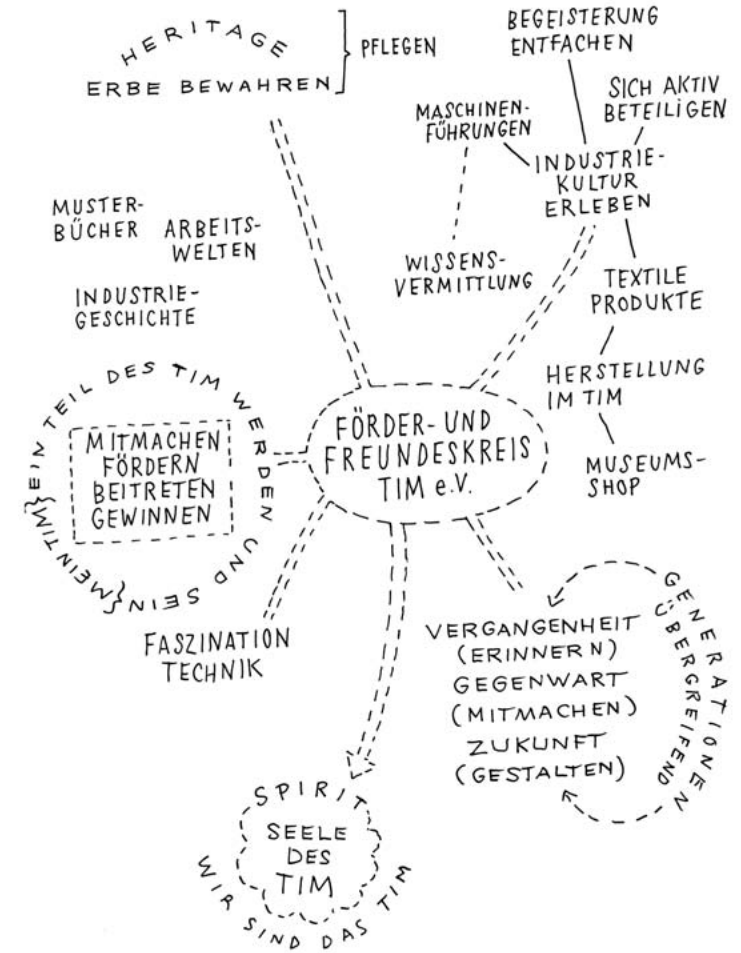 HERITAGE
ERBE BEWAHREN
PFLEGEN
BEGEISTERUNG
ENTFACHEN
SICH AKTIV
BETEILIGEN
MASCHINEN-
FÜHRUNGEN
INDUSTRIE-
KULTUR
ERLEBEN
WISSENS-
VERMITTLUNG
TEXTILE
PRODUKTE
HERSTELLUNG
IM TIM
MUSEUMS-
SHOP
MUSTER-
BÜCHER
ARBEITS-
WELTEN
INDUSTRIE-
GESCHICHTE
EIN TEIL DES TIM WERDEN UND SEIN {MEIN TIM}
MITMACHEN
FÖRDERN
BEITRETEN
GEWINNEN
FÖRDER- UND
FREUNDESKREIS
TIM e.V.
FASZINATION
TECHNIK
VERGANGENHEIT
(ERINNERN)
GEGENWART
(MITMACHEN)
ZUKUNFT
(GESTALTEN)
GENERATIONEN
ÜBERGREIFEND
SPIRIT
SEELE
DES
TIM
WIR SIND DAS TIM